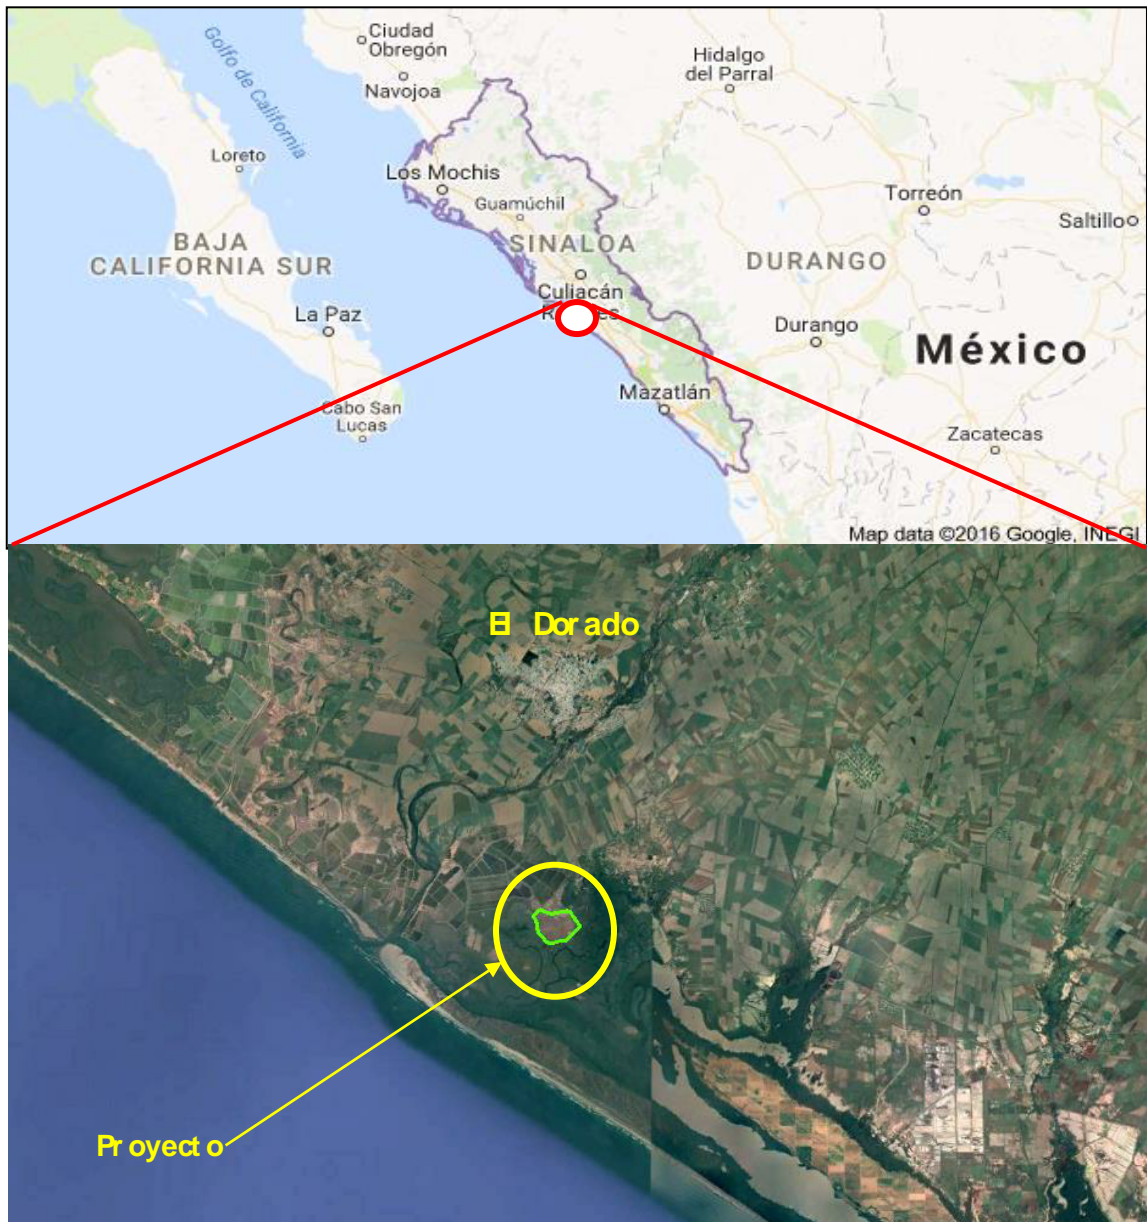 Ciudad
Obregón
Golfo de California
Navojoa
Hidalgo
del Parral
Loreto
Los Mochis
Guamúchil
Torreón
Saltillo
BAJA
CALIFORNIA SUR
SINALOA
DURANGO
Culiacán
La Paz
Durango
México
Mazatlán
Cabo San
Lucas
Zacatecas
Map data ©2016 Google, INEGI
El Dorado
Proyecto